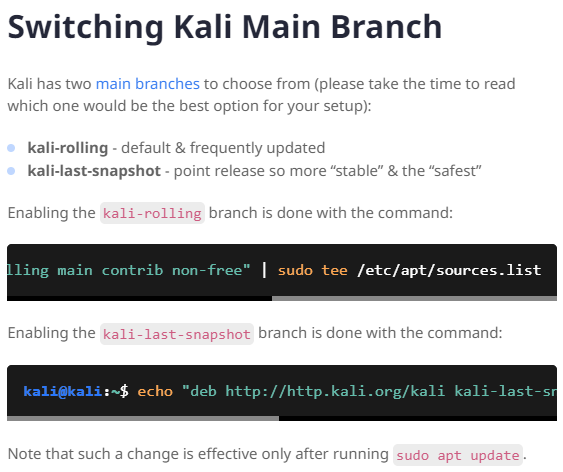 Switching Kali Main Branch
Kali has two main branches to choose from (please take the time to read
which one would be the best option for your setup):
kali-rolling - default & frequently updated
kali-last-snapshot - point release so more “stable” & the “safest”
Enabling the kali-rolling branch is done with the command:
lling main contrib non-free" | sudo tee /etc/apt/sources.list
Enabling the kali-last-snapshot branch is done with the command:
kali@kali:~$ echo "deb http://http.kali.org/kali kali-last-sn
Note that such a change is effective only after running sudo apt update.